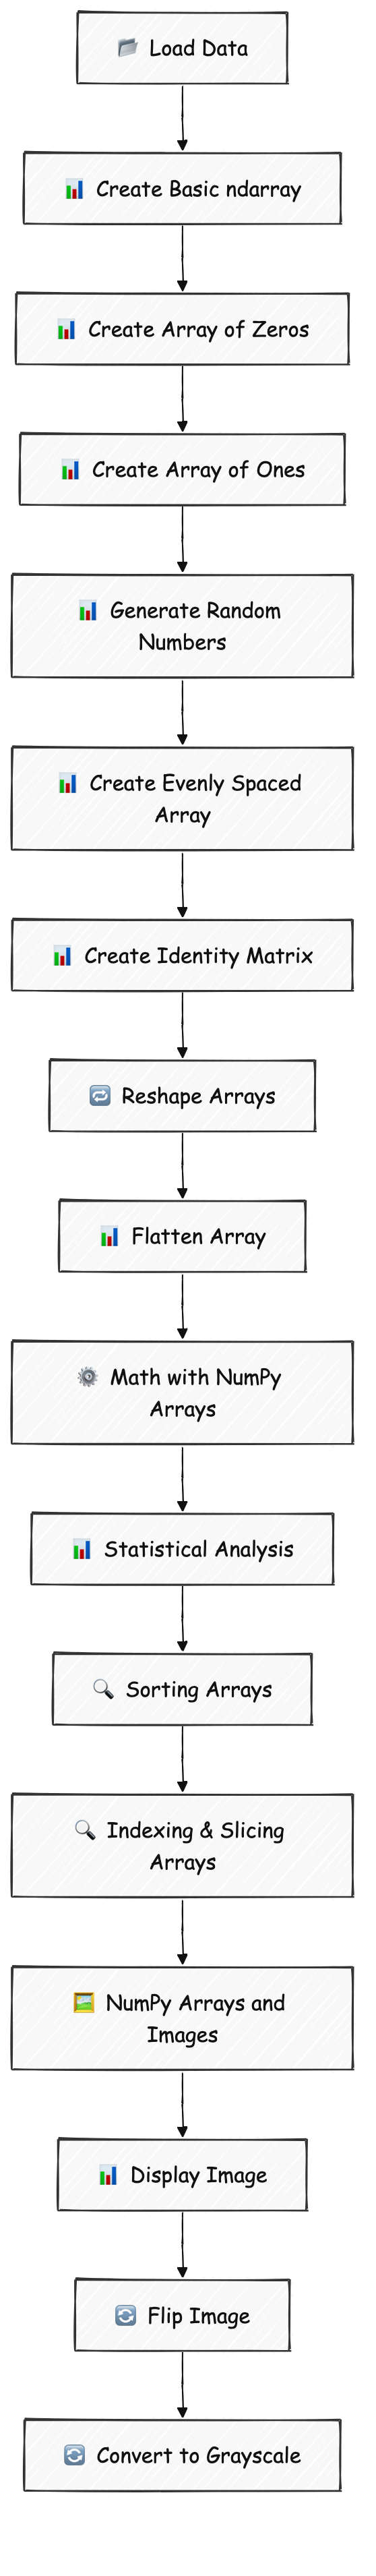 Load Data
Create Basic ndarray
Create Array of Zeros
Create Array of Ones
Generate Random
Numbers
Create Evenly Spaced
Array
Create Identity Matrix
Reshape Arrays
Flatten Array
Math with NumPy
Arrays
Statistical Analysis
Sorting Arrays
Indexing & Slicing
Arrays
NumPy Arrays and
Images
Display Image
Flip Image
Convert to Grayscale